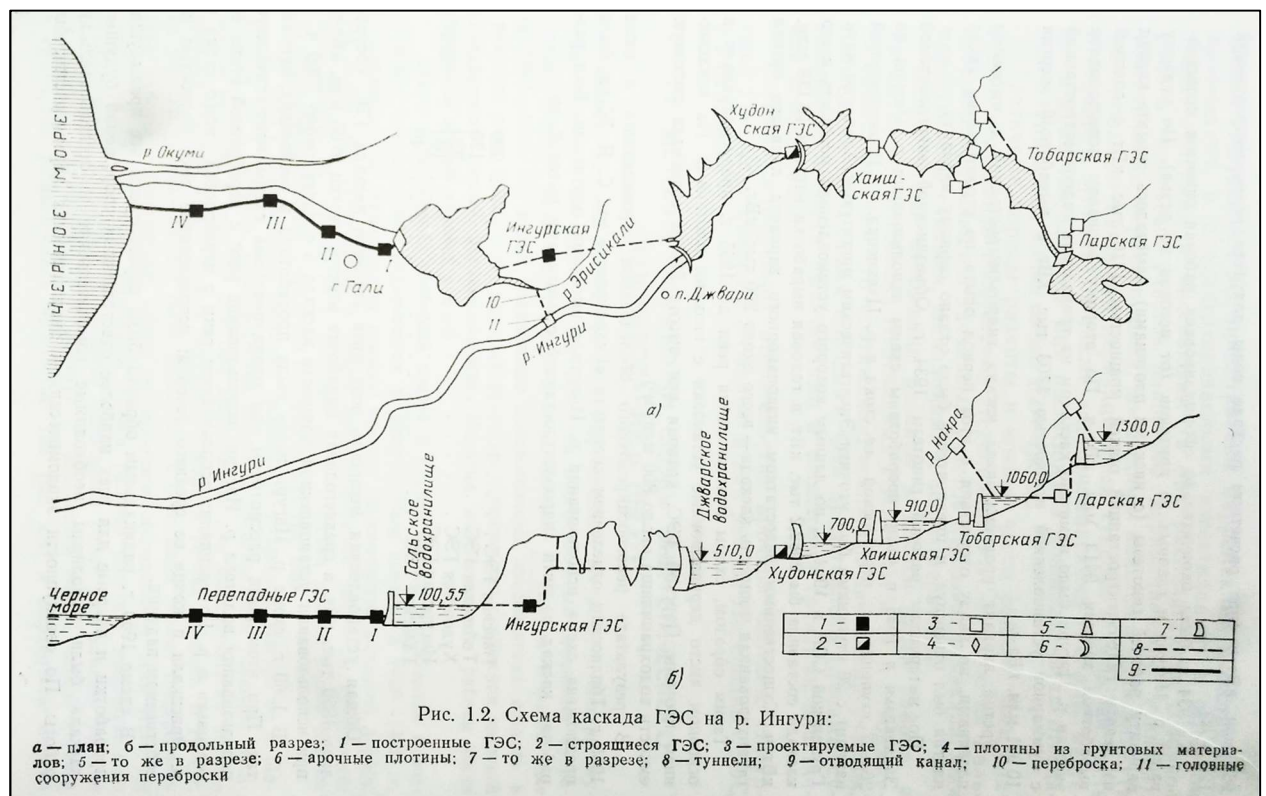 ЧЕРНОЕ МОРЕ
р Окуми
IV
III
II
I
г Гали
Ингурская
ГЭС
р Эрисикали
10
11
р. Ингури
п. Джвари
Худон
ская ГЭС
Хаиш-
ская ГЭС
Тобарская ГЭС
Парская ГЭС
а)
р Ингури
Черное
море
Перепадные ГЭС
IV
III
II
I
Гальское
водохранилище
100,55
Ингурская ГЭС
Джварское
водохранилище
510,0
Худонская ГЭС
700,0
Хаишская ГЭС
910,0
р Накра
Тобарская ГЭС
1060,0
Парская ГЭС
1300,0
1 -
3 -
5 -
7 -
2 -
4 -
6 -
8 -
9 -
б)
Рис. 1.2. Схема каскада ГЭС на р. Ингури:
а — план; б — продольный разрез; 1 — построенные ГЭС; 2 — строящиеся ГЭС; 3 — проектируемые ГЭС; 4 — плотины из грунтовых материа-
лов; 5 — то же в разрезе; 6 — арочные плотины; 7 — то же в разрезе; 8 — туннели; 9 — отводящий канал; 10 — переброска; 11 — головные
сооружения переброски